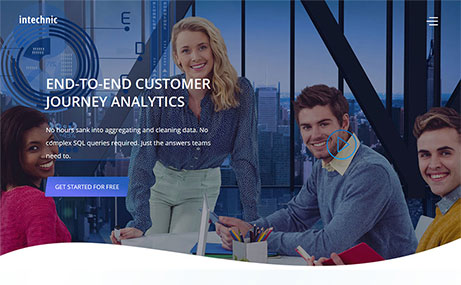 intechnic
END-TO-END CUSTOMER
JOURNEY ANALYTICS
No hours sank into aggregating and cleaning data. No
complex SQL queries required. Just the answers teams
need to.
GET STARTED FOR FREE